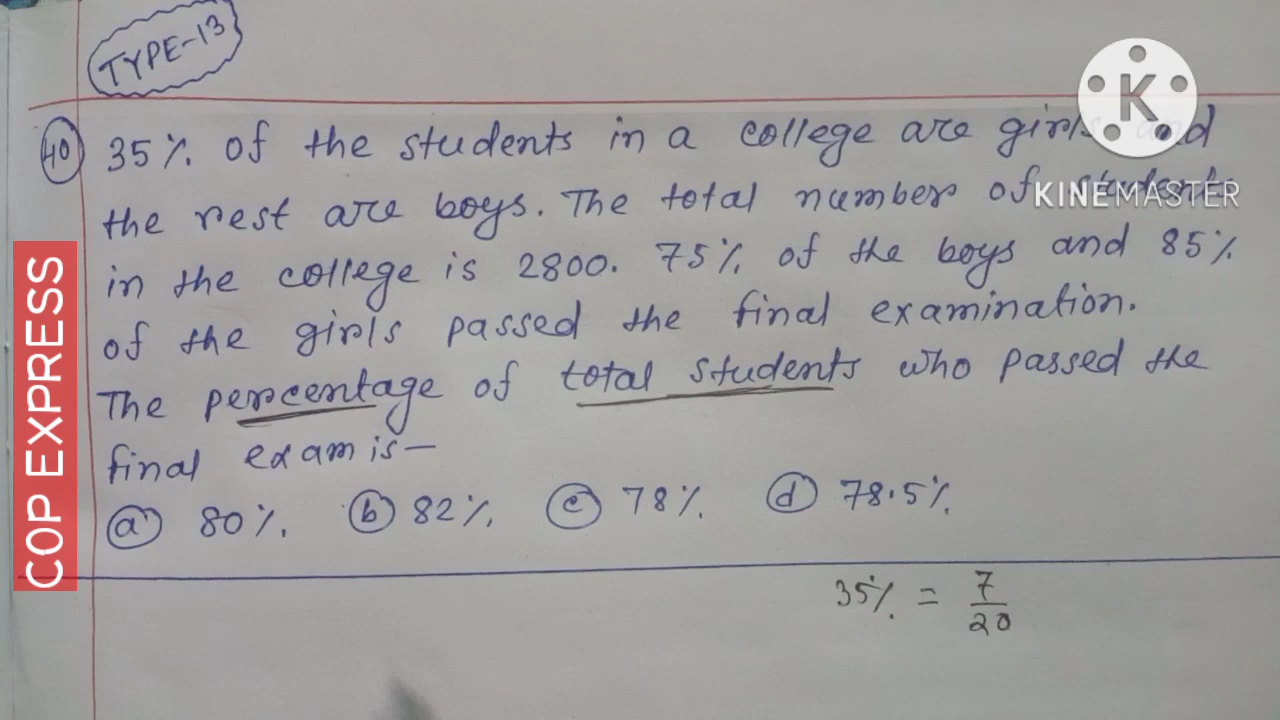 TYPE-13
40 35% of the students in a college are girls and
the rest are boys. The total number of students
KINEMASTER
in the college is 2800. 75% of the boys and 85%
of the girls passed the final examination.
The percentage of total students who passed the
final exam is—
a 80%. b 82%. c 78%. d 78.5%.
35% = 7/20
COP EXPRESS
K